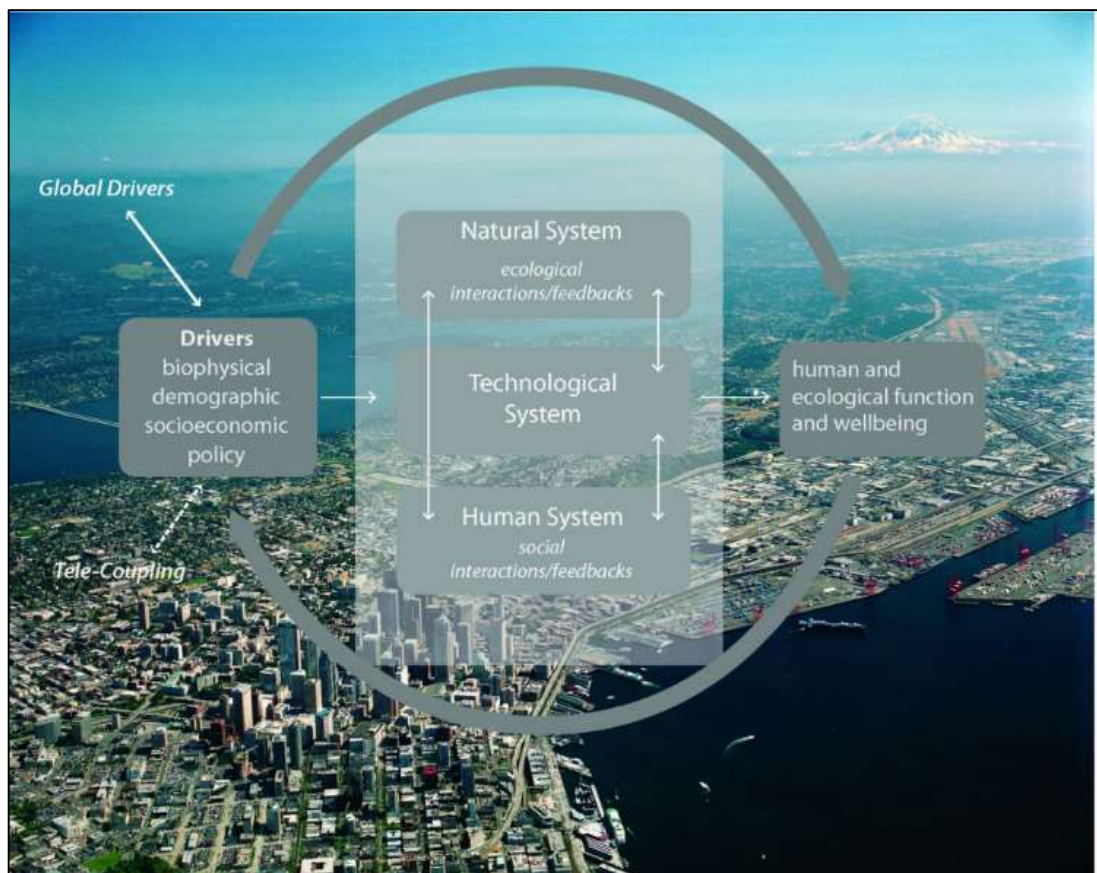 Global Drivers
Drivers
biophysical
demographic
socioeconomic
policy
Tele-Coupling
Natural System
ecological
interactions/feedbacks
Technological
System
Human System
social
interactions/feedbacks
human and
ecological function
and wellbeing